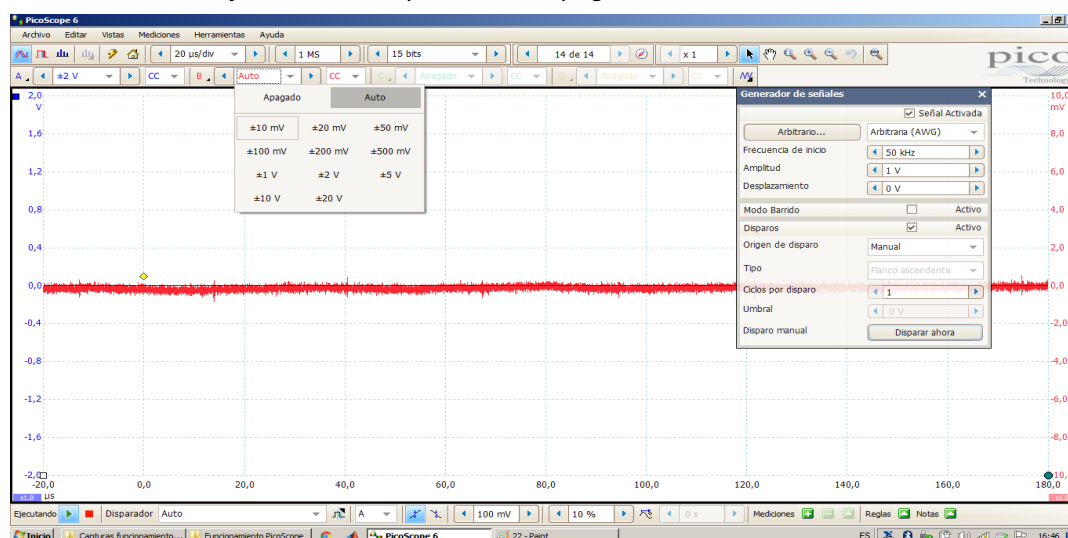 PicoScope 6
Archivo Editar Vistas Mediciones Herramientas Ayuda
20 µs/div 1 MS 15 bits 14 de 14 x 1
pico
Technology
A ±2 V CC B Auto CC C Apagado CC D Apagado CC
Apagado Auto
±10 mV ±20 mV ±50 mV
±100 mV ±200 mV ±500 mV
±1 V ±2 V ±5 V
±10 V ±20 V
Generador de señales
Señal Activada
Arbitrario... Arbitraria (AWG)
Frecuencia de inicio 50 kHz
Amplitud 1 V
Desplazamiento 0 V
Modo Barrido Activo
Disparos Activo
Origen de disparo Manual
Tipo Flanco ascendente
Ciclos por disparo 1
Umbral 0 V
Disparo manual Disparar ahora
2,0
V
1,6
1,2
0,8
0,4
0,0
-0,4
-0,8
-1,2
-1,6
-2,0
10,0
mV
8,0
6,0
4,0
2,0
0,0
-2,0
-4,0
-6,0
-8,0
-20,0 0,0 20,0 40,0 60,0 80,0 100,0 120,0 140,0 160,0 180,0
x1,0 µs
Ejecutando Disparador Auto A 100 mV 10 % 0 s Mediciones Reglas Notas
Inicio Capturas funcionamiento... Funcionamiento PicoScope PicoScope 6 22 - Paint ES 16:46